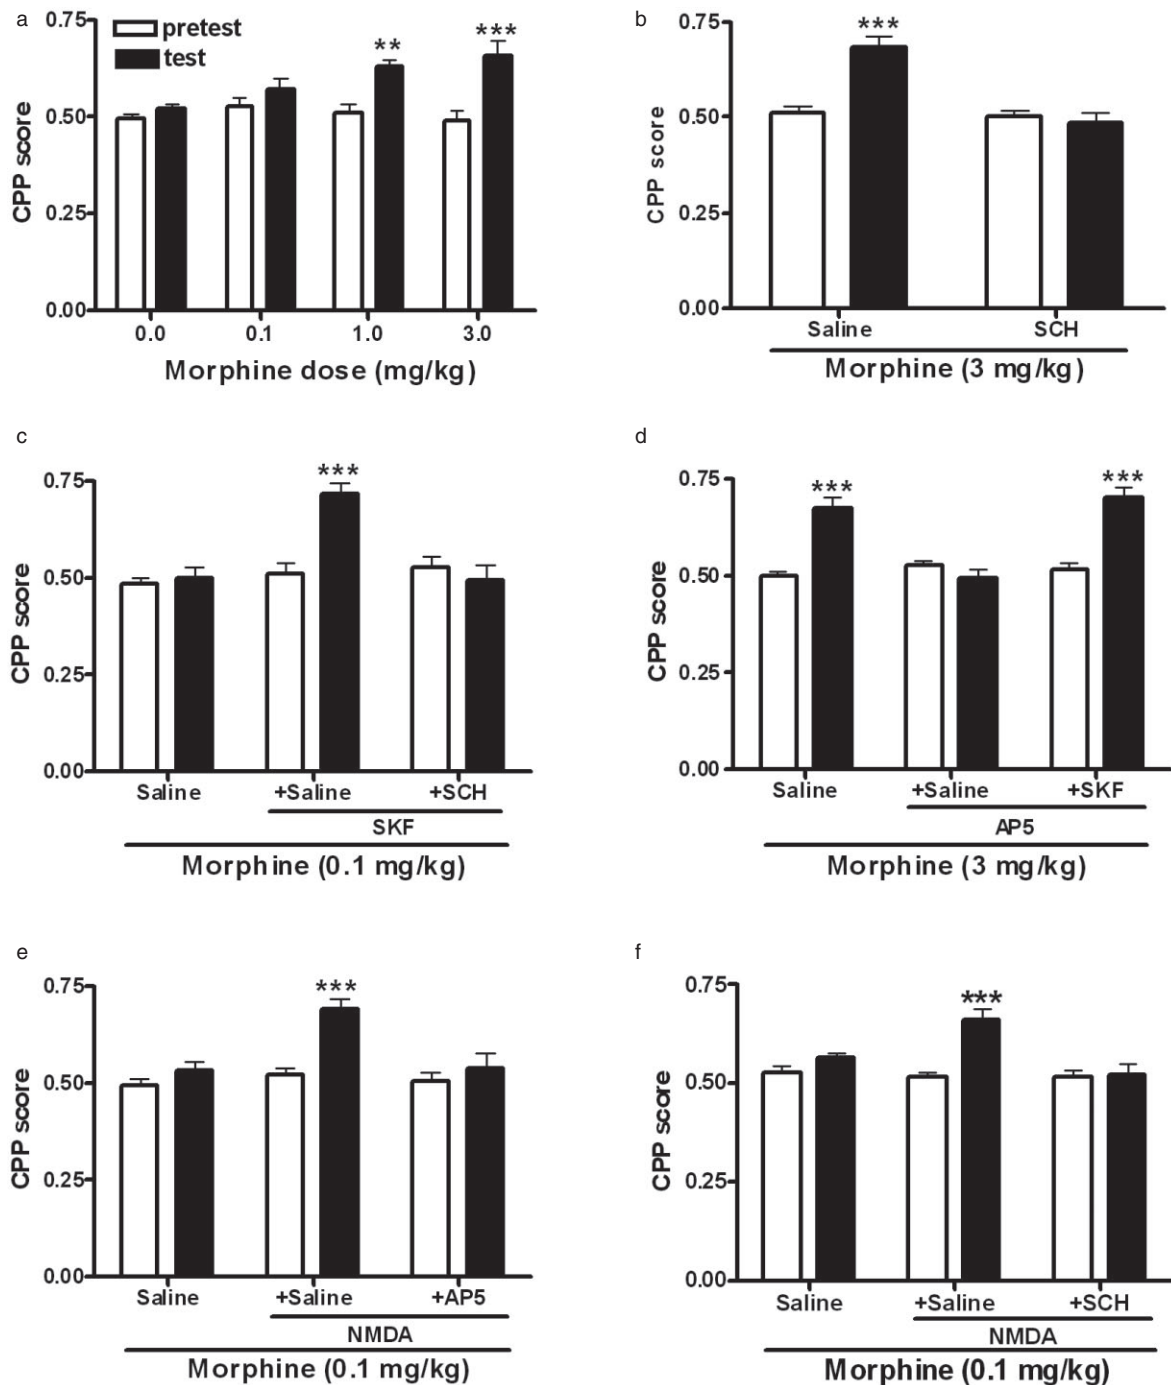 a
0.75
0.50
0.25
0.00
CPP score
pretest
test
**
***
0.0 0.1 1.0 3.0
Morphine dose (mg/kg)
b
0.75
0.50
0.25
0.00
CPP score
***
Saline SCH
Morphine (3 mg/kg)
c
0.75
0.50
0.25
0.00
CPP score
***
Saline +Saline +SCH
SKF
Morphine (0.1 mg/kg)
d
0.75
0.50
0.25
0.00
CPP score
***
***
Saline +Saline +SKF
AP5
Morphine (3 mg/kg)
e
0.75
0.50
0.25
0.00
CPP score
***
Saline +Saline +AP5
NMDA
Morphine (0.1 mg/kg)
f
0.75
0.50
0.25
0.00
CPP score
***
Saline +Saline +SCH
NMDA
Morphine (0.1 mg/kg)